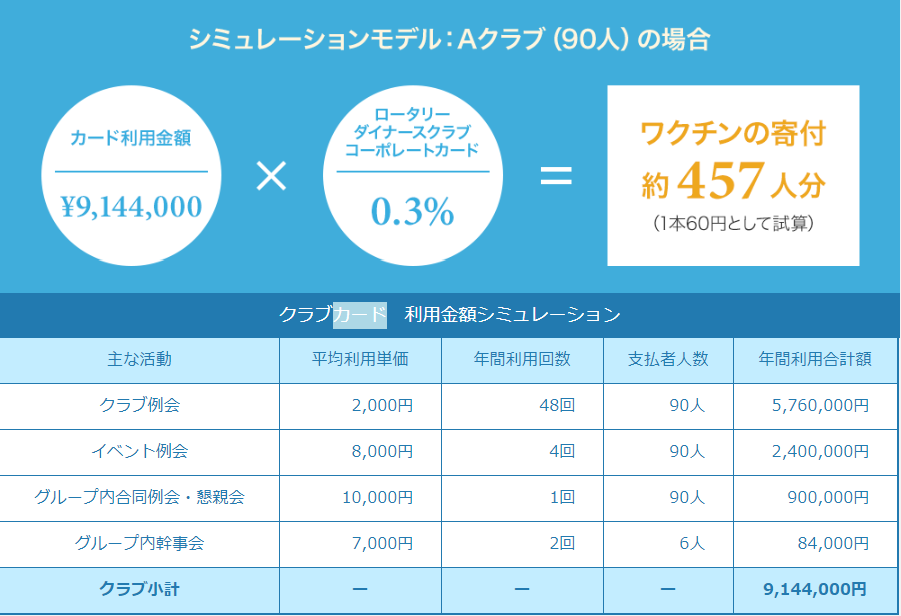 シミュレーションモデル：Aクラブ（90人）の場合
カード利用金額
¥9,144,000
×
ロータリー
ダイナースクラブ
コーポレートカード
0.3%
＝
ワクチンの寄付
約457人分
（1本60円として試算）
クラブカード　利用金額シミュレーション
主な活動 平均利用単価 年間利用回数 支払者人数 年間利用合計額
クラブ例会 2,000円 48回 90人 5,760,000円
イベント例会 8,000円 4回 90人 2,400,000円
グループ内合同例会・懇親会 10,000円 1回 90人 900,000円
グループ内幹事会 7,000円 2回 6人 84,000円
クラブ小計 ー ー ー 9,144,000円